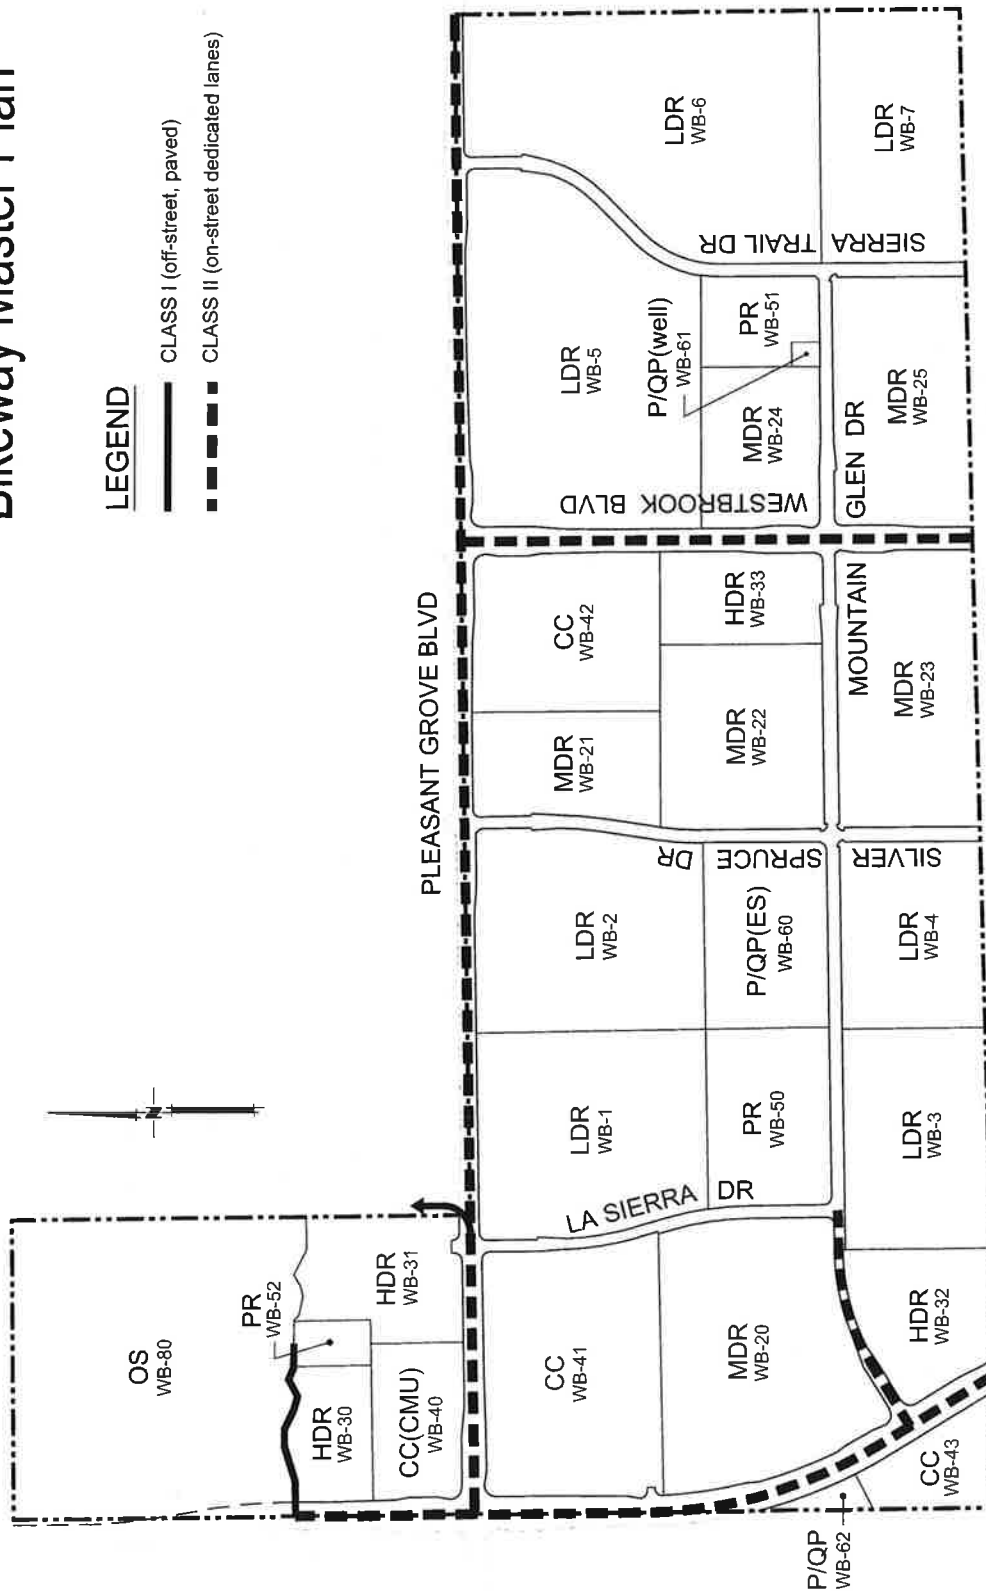 Bikeway Master Plan
LEGEND
CLASS I (off-street, paved)
CLASS II (on-street dedicated lanes)
N
PLEASANT GROVE BLVD
OS
WB-80
PR
WB-52
HDR
WB-30
HDR
WB-31
CC(CMU)
WB-40
CC
WB-41
MDR
WB-20
HDR
WB-32
CC
WB-43
P/QP
WB-62
LA SIERRA DR
LDR
WB-1
LDR
WB-2
PR
WB-50
P/QP(ES)
WB-60
LDR
WB-3
LDR
WB-4
SILVER SPRUCE DR
MDR
WB-21
CC
WB-42
MDR
WB-22
HDR
WB-33
MDR
WB-23
MOUNTAIN GLEN DR
WESTBROOK BLVD
LDR
WB-5
P/QP(well)
WB-61
MDR
WB-24
PR
WB-51
MDR
WB-25
SIERRA TRAIL DR
LDR
WB-6
LDR
WB-7